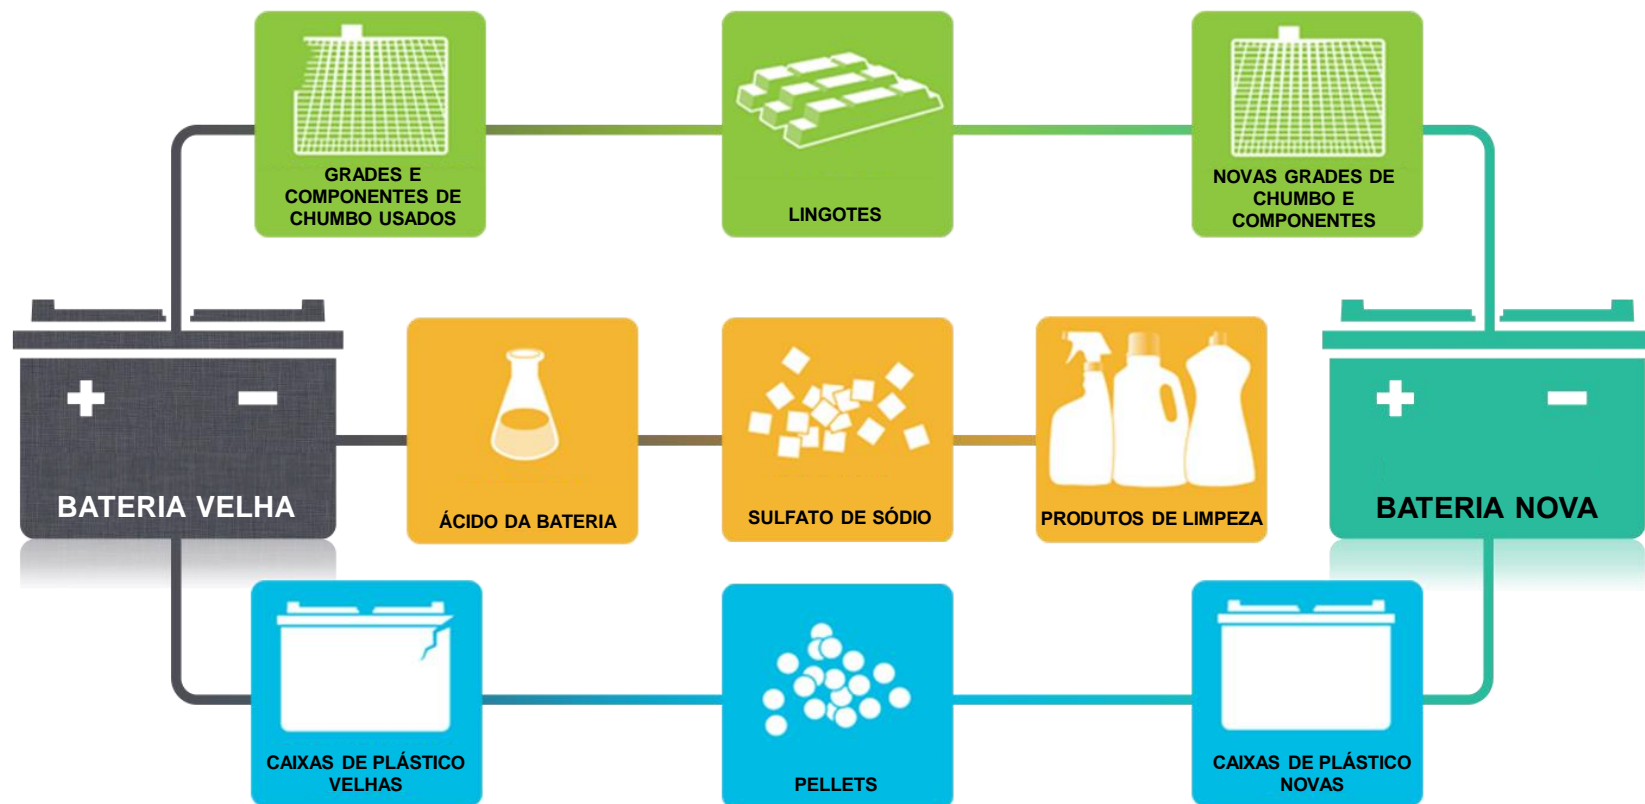 GRADES E
COMPONENTES DE
CHUMBO USADOS
LINGOTES
NOVAS GRADES DE
CHUMBO E
COMPONENTES
BATERIA VELHA
ÁCIDO DA BATERIA
SULFATO DE SÓDIO
PRODUTOS DE LIMPEZA
BATERIA NOVA
CAIXAS DE PLÁSTICO
VELHAS
PELLETS
CAIXAS DE PLÁSTICO
NOVAS